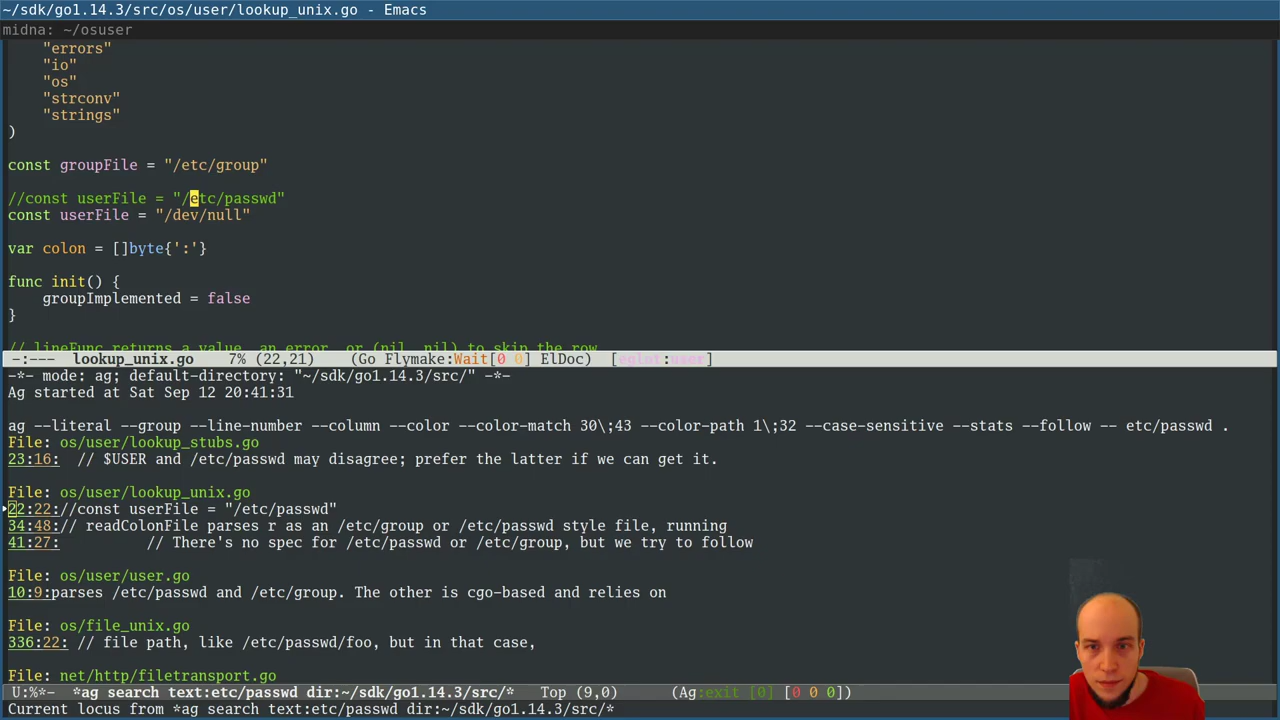 ~/sdk/go1.14.3/src/os/user/lookup_unix.go - Emacs
midna: ~/osuser
"errors"
"io"
"os"
"strconv"
"strings"
)
const groupFile = "/etc/group"
//const userFile = "/etc/passwd"
const userFile = "/dev/null"
var colon = []byte{':'}
func init() {
groupImplemented = false
}
// lineFunc returns a value, an error, or (nil, nil) to skip the row.
-:--- lookup_unix.go 7% (22,21) (Go Flymake:Wait[0 0] ElDoc) [eglot:user]
-*- mode: ag; default-directory: "~/sdk/go1.14.3/src/" -*-
Ag started at Sat Sep 12 20:41:31
ag --literal --group --line-number --column --color --color-match 30\;43 --color-path 1\;32 --case-sensitive --stats --follow -- etc/passwd .
File: os/user/lookup_stubs.go
23:16: // $USER and /etc/passwd may disagree; prefer the latter if we can get it.
File: os/user/lookup_unix.go
22:22://const userFile = "/etc/passwd"
34:48:// readColonFile parses r as an /etc/group or /etc/passwd style file, running
41:27: // There's no spec for /etc/passwd or /etc/group, but we try to follow
File: os/user/user.go
10:9:parses /etc/passwd and /etc/group. The other is cgo-based and relies on
File: os/file_unix.go
336:22: // file path, like /etc/passwd/foo, but in that case,
File: net/http/filetransport.go
U:%*- *ag search text:etc/passwd dir:~/sdk/go1.14.3/src/* Top (9,0) (Ag:exit [0] [0 0 0])
Current locus from *ag search text:etc/passwd dir:~/sdk/go1.14.3/src/*